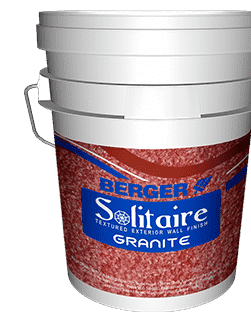 BERGER
Solitaire
TEXTURED EXTERIOR WALL FINISH
GRANITE